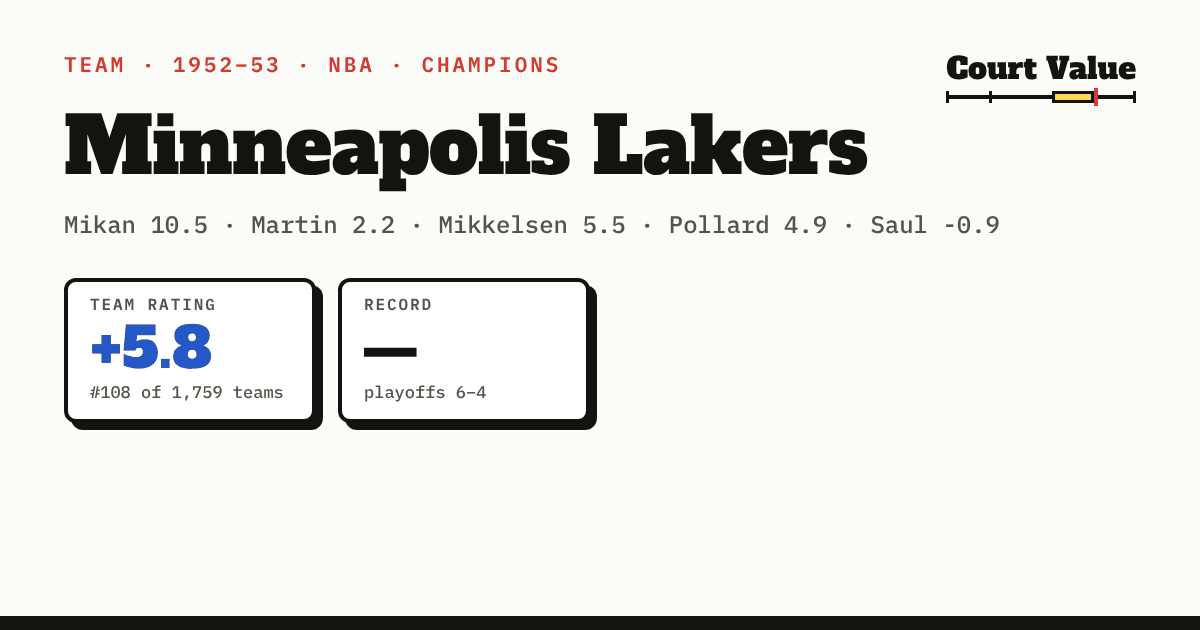 TEAM · 1952–53 · NBA · CHAMPIONS
Court Value
Minneapolis Lakers
Mikan 10.5 · Martin 2.2 · Mikkelsen 5.5 · Pollard 4.9 · Saul -0.9
TEAM RATING
+5.8
#108 of 1,759 teams
RECORD
—
playoffs 6–4